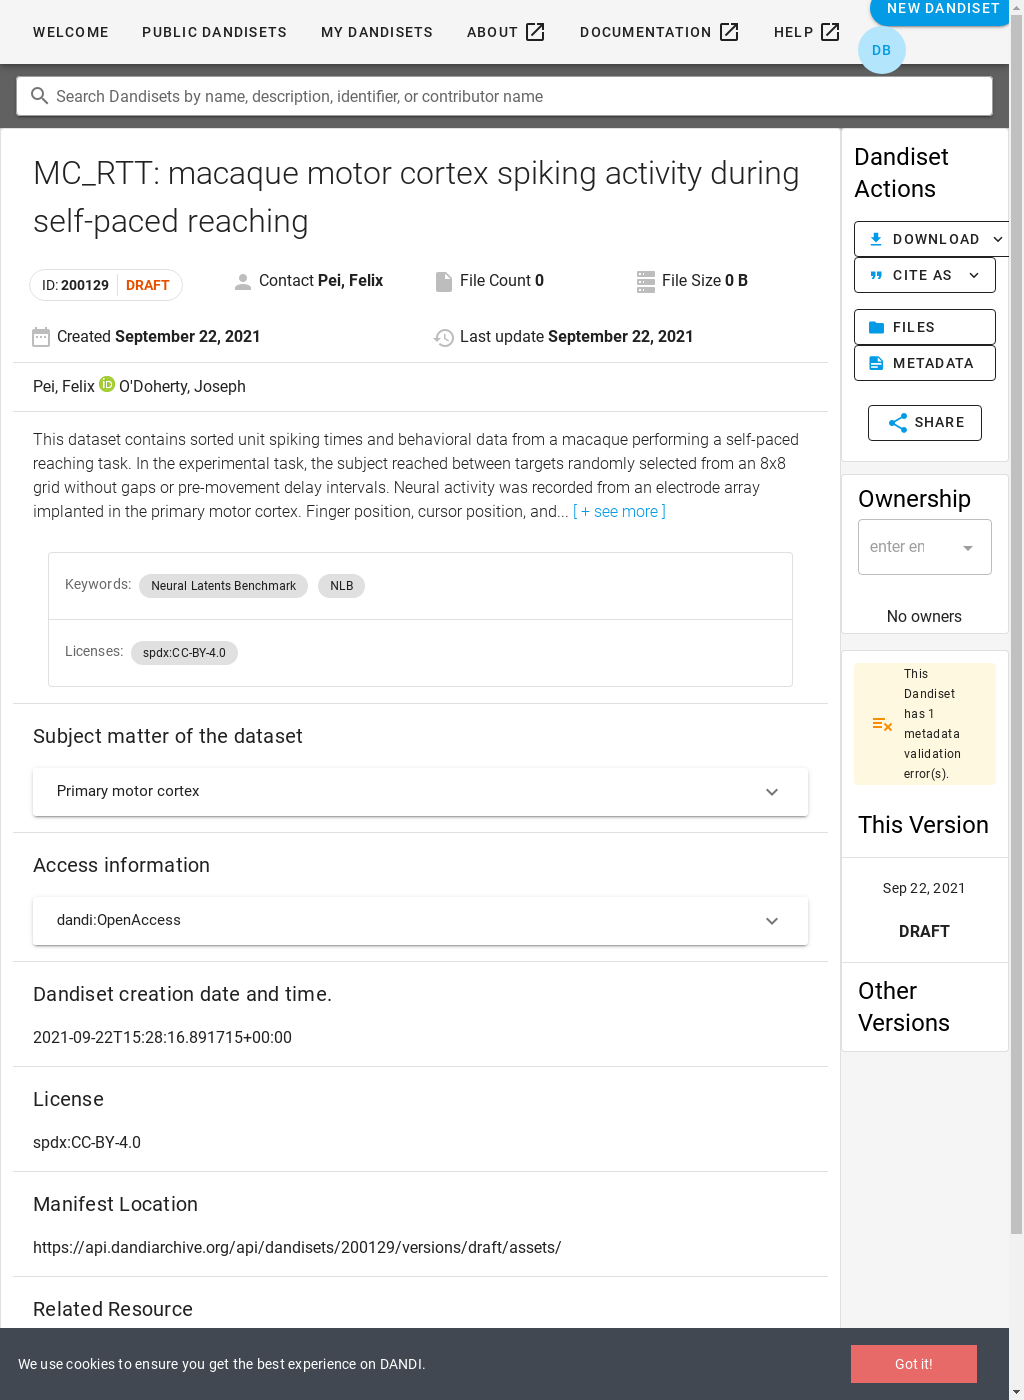 WELCOME PUBLIC DANDISETS MY DANDISETS ABOUT DOCUMENTATION HELP NEW DANDISET
DB
Search Dandisets by name, description, identifier, or contributor name
MC_RTT: macaque motor cortex spiking activity during
self-paced reaching
ID: 200129 DRAFT Contact Pei, Felix File Count 0 File Size 0 B
Created September 22, 2021 Last update September 22, 2021
Pei, Felix iD O'Doherty, Joseph
This dataset contains sorted unit spiking times and behavioral data from a macaque performing a self-paced
reaching task. In the experimental task, the subject reached between targets randomly selected from an 8x8
grid without gaps or pre-movement delay intervals. Neural activity was recorded from an electrode array
implanted in the primary motor cortex. Finger position, cursor position, and... [ + see more ]
Keywords: Neural Latents Benchmark NLB
Licenses: spdx:CC-BY-4.0
Subject matter of the dataset
Primary motor cortex
Access information
dandi:OpenAccess
Dandiset creation date and time.
2021-09-22T15:28:16.891715+00:00
License
spdx:CC-BY-4.0
Manifest Location
https://api.dandiarchive.org/api/dandisets/200129/versions/draft/assets/
Related Resource
Dandiset
Actions
DOWNLOAD
CITE AS
FILES
METADATA
SHARE
Ownership
enter en
No owners
This
Dandiset
has 1
metadata
validation
error(s).
This Version
Sep 22, 2021
DRAFT
Other
Versions
We use cookies to ensure you get the best experience on DANDI.
Got it!